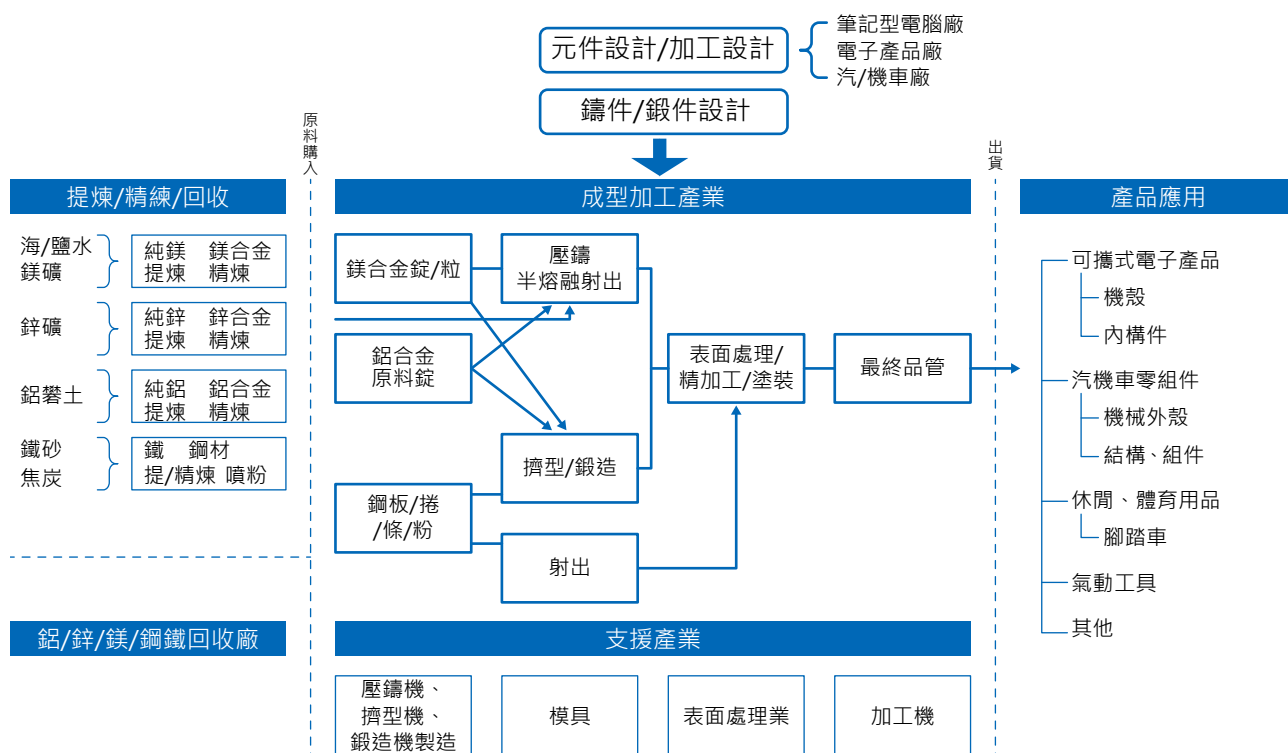 元件設計/加工設計
筆記型電腦廠
電子產品廠
汽/機車廠
鑄件/鍛件設計
原料購入
出貨
提煉/精練/回收
海/鹽水
鎂礦
純鎂 鎂合金
提煉 精煉
鋅礦
純鋅 鋅合金
提煉 精煉
鋁礬土
純鋁 鋁合金
提煉 精煉
鐵砂
焦炭
鐵 鋼材
提/精煉 噴粉
鋁/鋅/鎂/鋼鐵回收廠
成型加工產業
鎂合金錠/粒
壓鑄
半熔融射出
鋁合金
原料錠
表面處理/
精加工/塗裝
最終品管
擠型/鍛造
鋼板/捲
/條/粉
射出
支援產業
壓鑄機、
擠型機、
鍛造機製造
模具
表面處理業
加工機
產品應用
可攜式電子產品
機殼
內構件
汽機車零組件
機械外殼
結構、組件
休閒、體育用品
腳踏車
氣動工具
其他